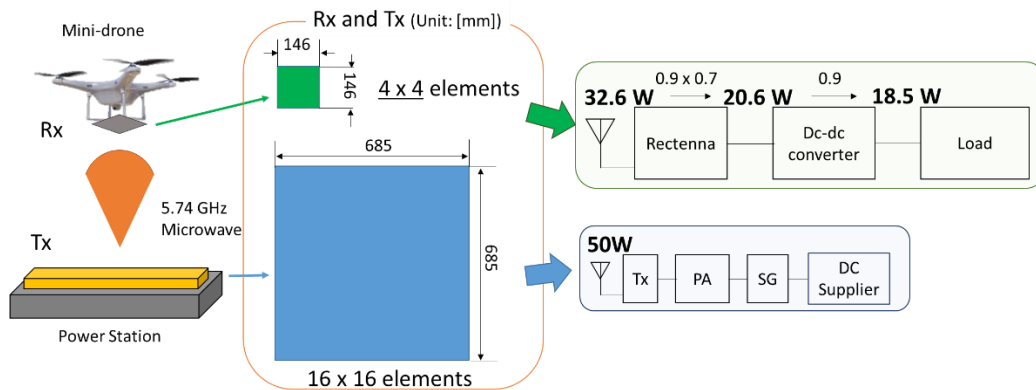 Mini-drone
Rx
5.74 GHz
Microwave
Tx
Power Station
Rx and Tx (Unit: [mm])
146
146
4 x 4 elements
685
685
16 x 16 elements
0.9 x 0.7
0.9
32.6 W
20.6 W
18.5 W
Rectenna
Dc-dc
converter
Load
50W
Tx
PA
SG
DC
Supplier